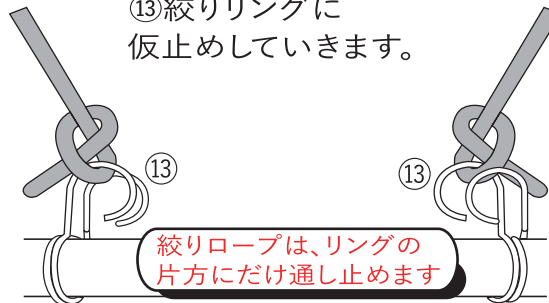 ⑬絞りリングに
仮止めしていきます。
⑬
⑬
絞りロープは、リングの
片方にだけ通し止めます